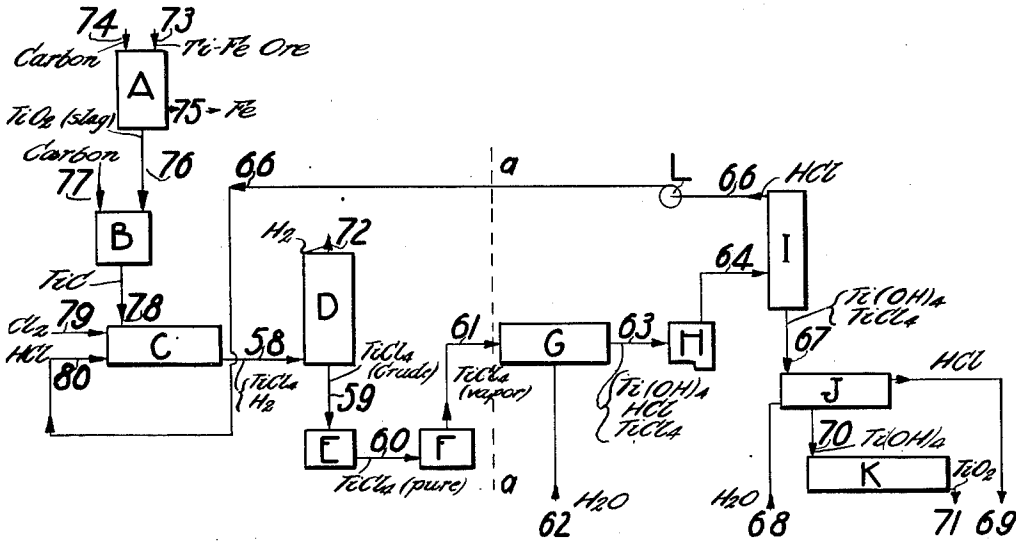 74 73
Carbon Ti-Fe Ore
A
TiO2 (slag) 75 Fe
Carbon 76
77
66 a L 66 HCl
B
H2 72
64 I
TiC
D
79 78
Cl2
C
61 G 63 H
Ti(OH)4
TiCl4
HCl 80
58
TiCl4 (Crude)
TiCl4 (vapor)
67
TiCl4
H2
59
Ti(OH)4
HCl
TiCl4
J HCl
E 60 F
70 Ti(OH)4
TiCl4 (pure)
a
K TiO2
H2O H2O
62 68 71 69